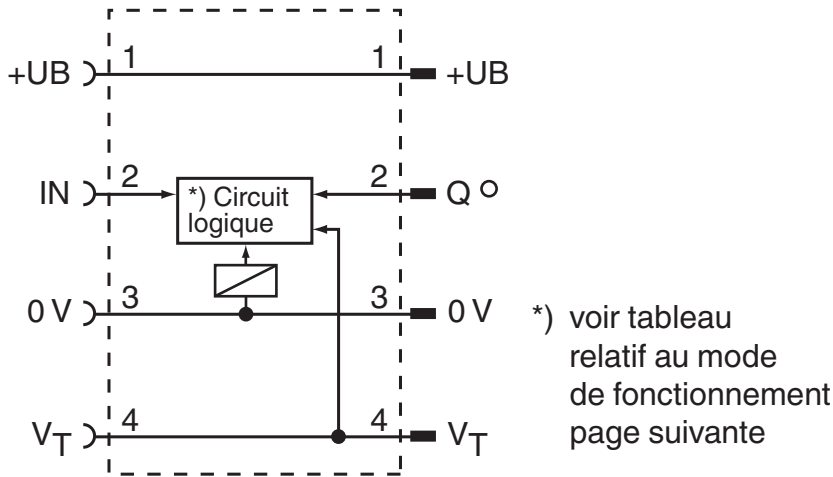 +UB 1 1 +UB
IN 2 2 Q
*) Circuit
logique
0 V 3 3 0 V
VT 4 4 VT
*) voir tableau
relatif au mode
de fonctionnement
page suivante